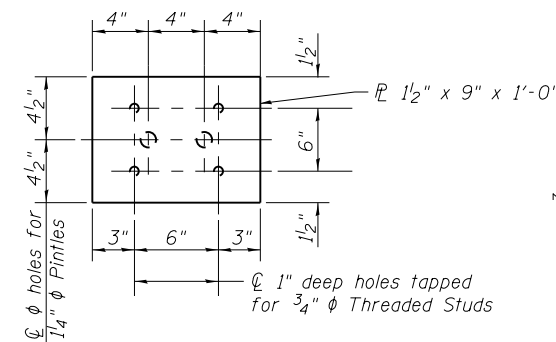 4" 4" 4"
1½"
℄ 1½" x 9" x 1'-0"
4½"
6"
4½"
1½"
3" 6" 3"
℄ 1" deep holes tapped
for ¾" ϕ Threaded Studs
℄ ϕ holes for
1¼" ϕ Pintles